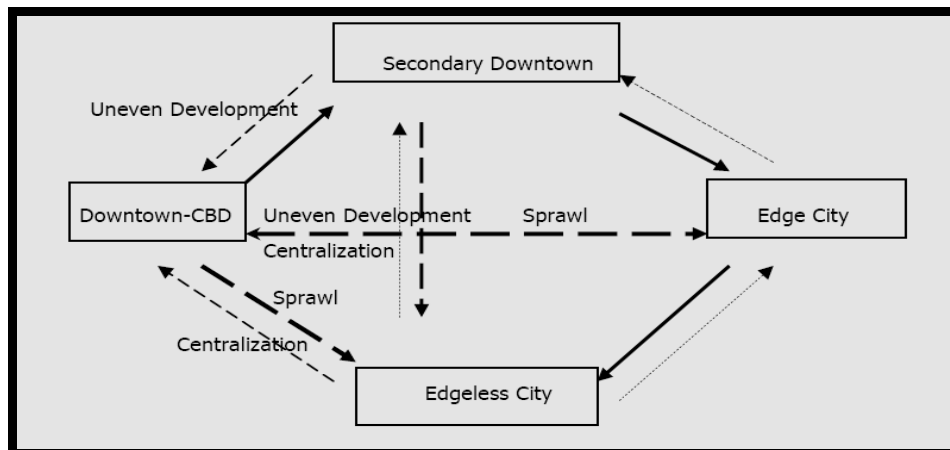 Secondary Downtown
Uneven Development
Downtown-CBD
Uneven Development
Sprawl
Edge City
Centralization
Sprawl
Centralization
Edgeless City